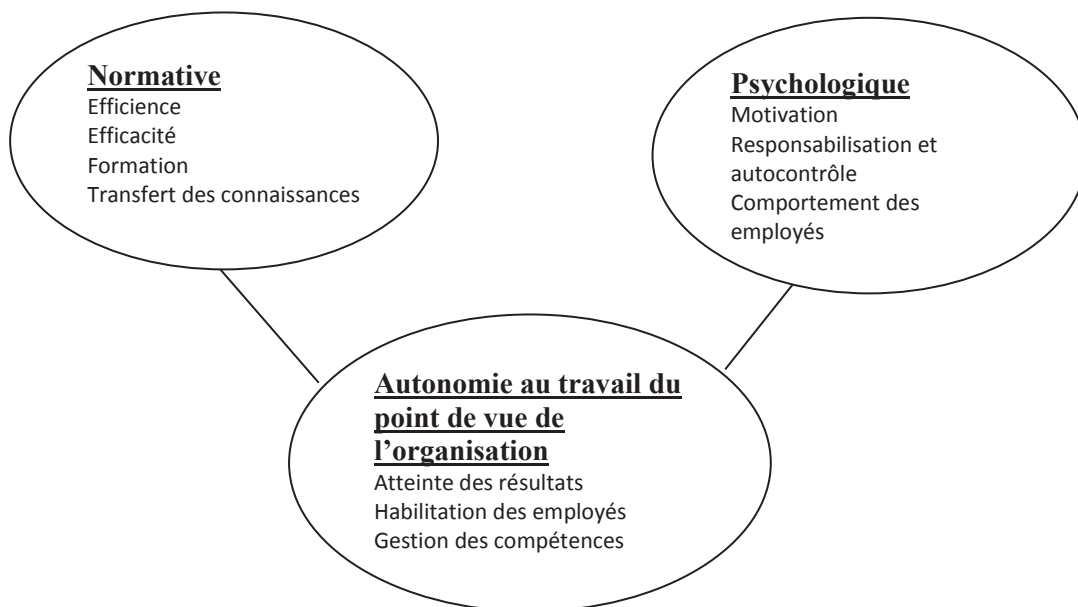 Normative
Efficience
Efficacité
Formation
Transfert des connaissances
Psychologique
Motivation
Responsabilisation et
autocontrôle
Comportement des
employés
Autonomie au travail du
point de vue de
l’organisation
Atteinte des résultats
Habilitation des employés
Gestion des compétences